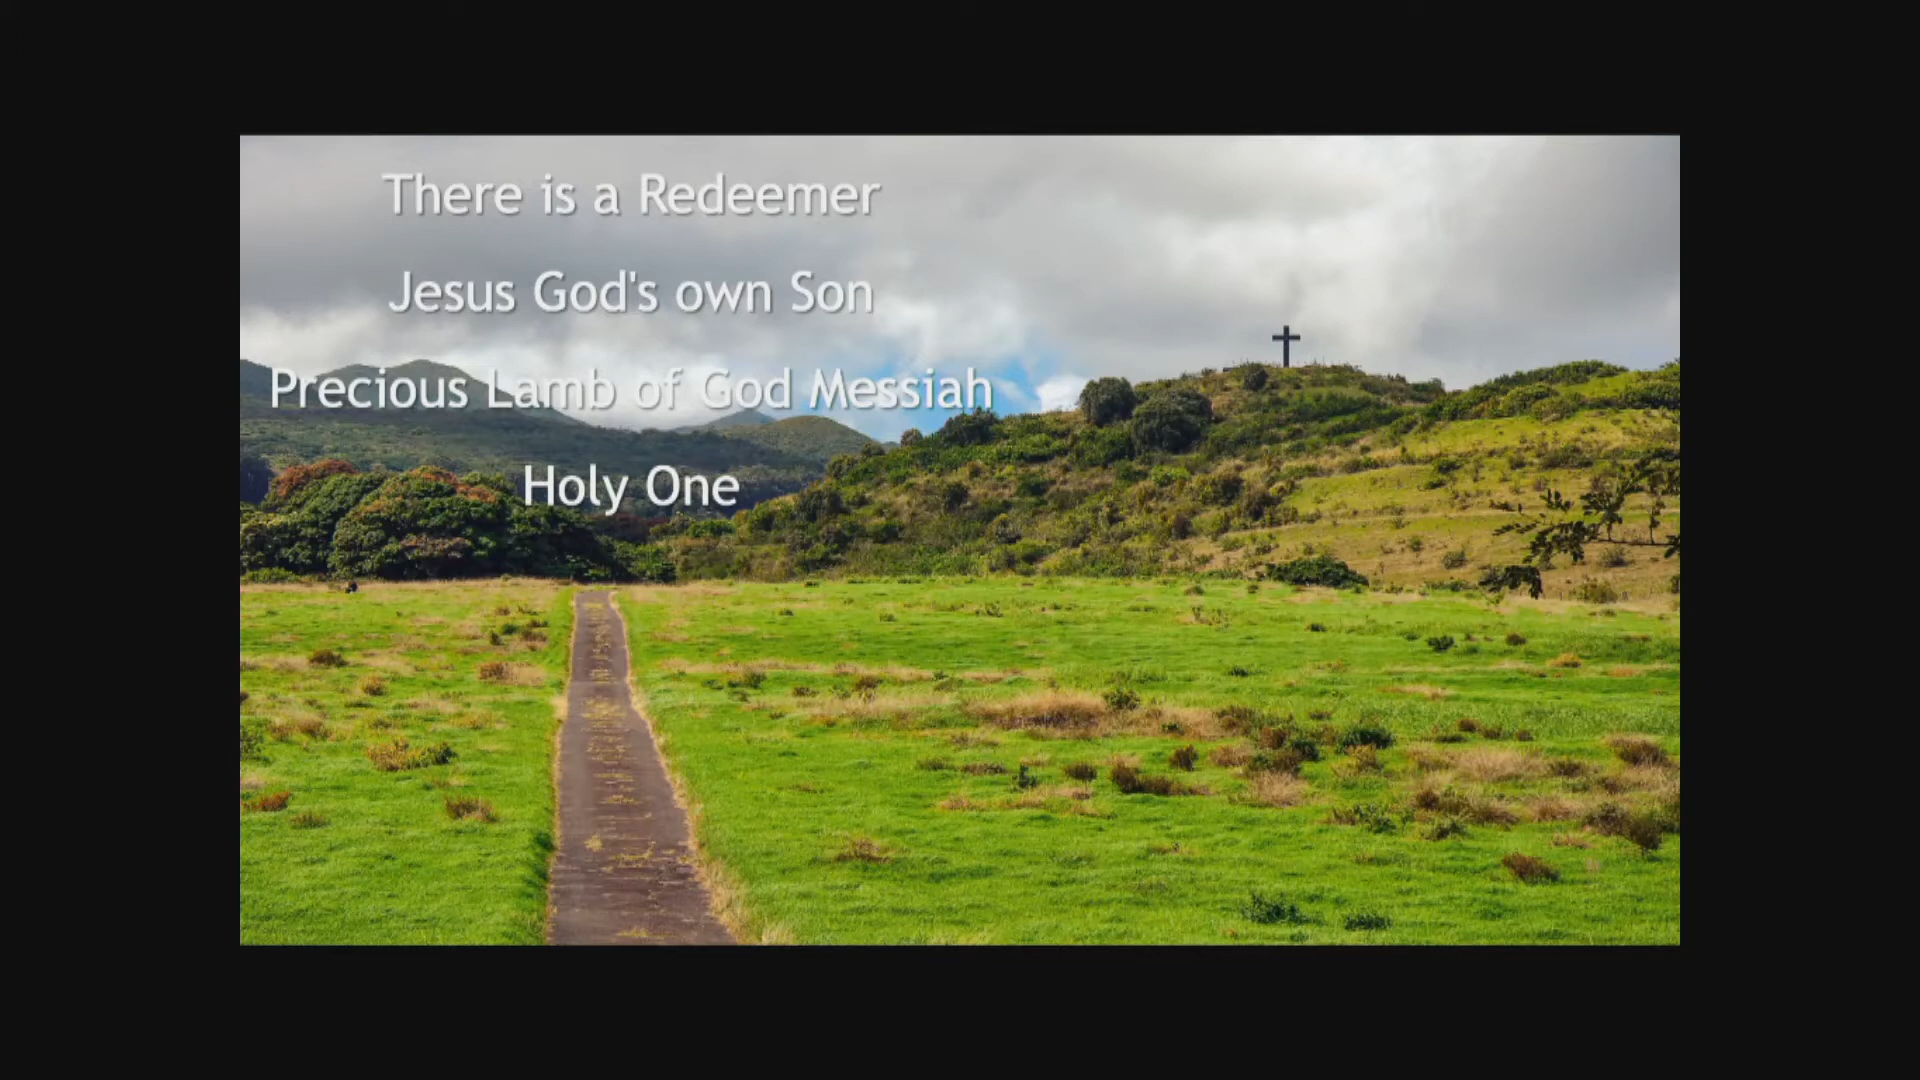 There is a Redeemer
Jesus God's own Son
Precious Lamb of God Messiah
Holy One